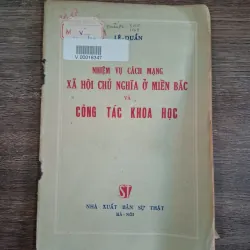 LÊ DUẨN
V.00016947
NHIỆM VỤ CÁCH MẠNG
XÃ HỘI CHỦ NGHĨA Ở MIỀN BẮC
VÀ
CÔNG TÁC KHOA HỌC
ST
NHÀ XUẤT BẢN SỰ THẬT
HÀ-NỘI